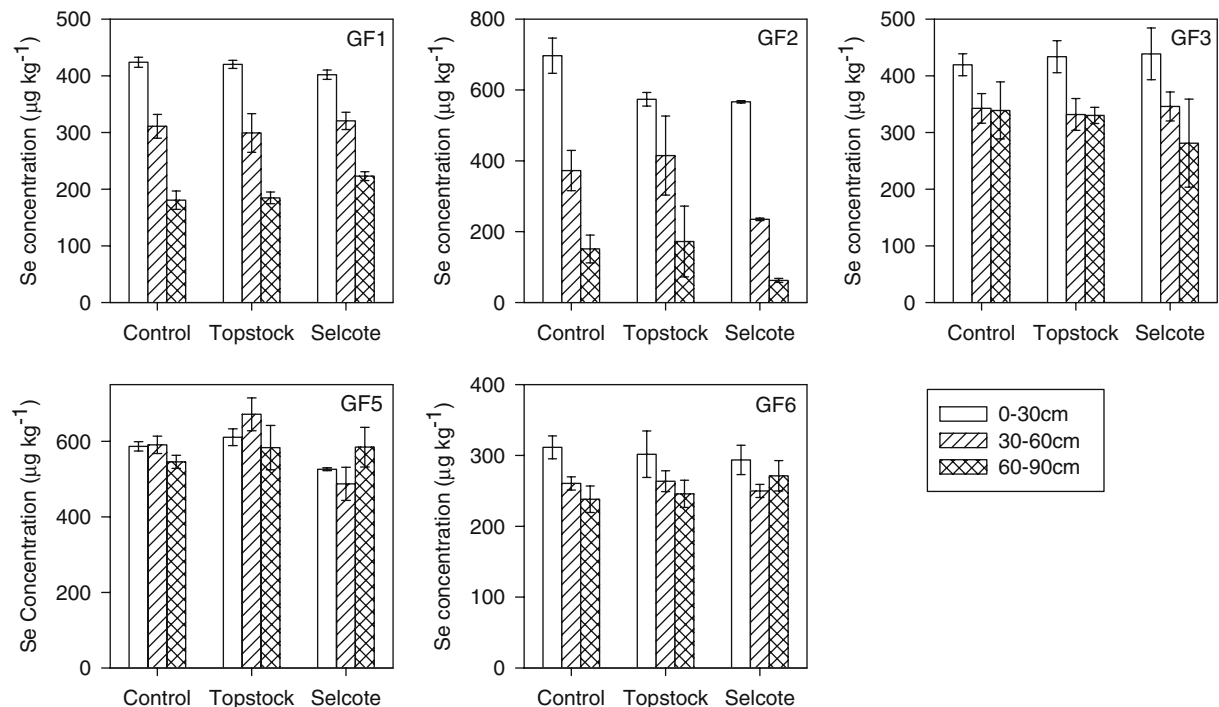 GF1
Se concentration (µg kg-1)
500
400
300
200
100
0
Control Topstock Selcote
GF2
Se concentration (µg kg-1)
800
600
400
200
0
Control Topstock Selcote
GF3
Se concentration (µg kg-1)
500
400
300
200
100
0
Control Topstock Selcote
GF5
Se Concentration (µg kg-1)
600
400
200
0
Control Topstock Selcote
GF6
Se concentration (µg kg-1)
400
300
200
100
0
Control Topstock Selcote
0-30cm
30-60cm
60-90cm